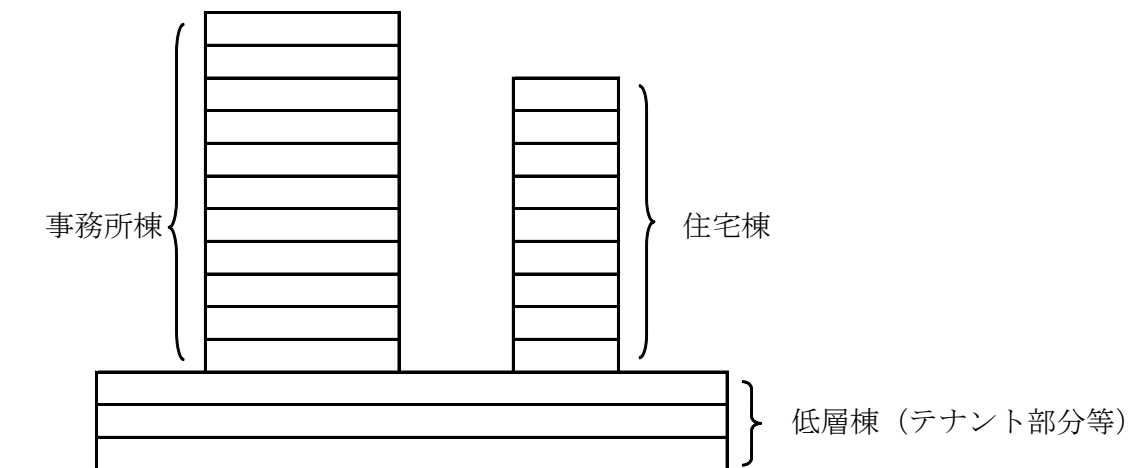 事務所棟
住宅棟
低層棟（テナント部分等）